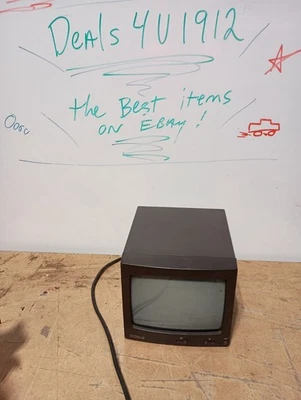 Deals 4 U 1912
the Best items
ON EBAY!